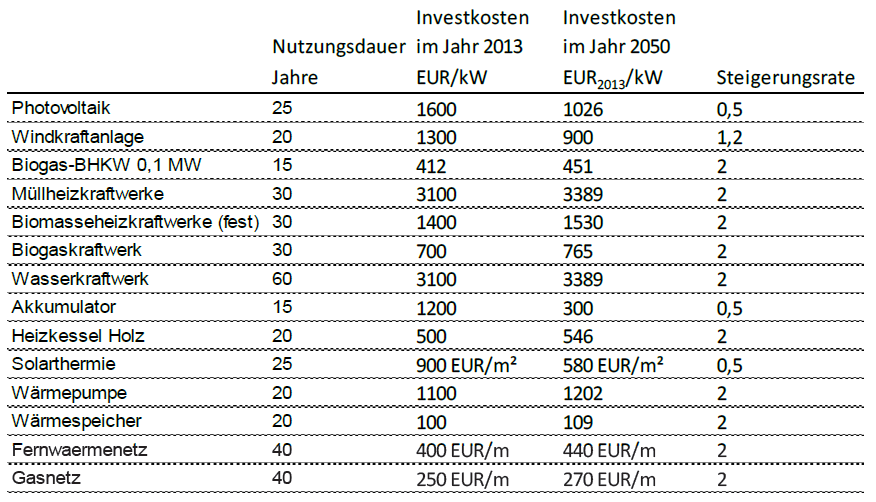 Investkosten Investkosten
Nutzungsdauer im Jahr 2013 im Jahr 2050
Jahre EUR/kW EUR2013/kW Steigerungsrate
Photovoltaik 25 1600 1026 0,5
Windkraftanlage 20 1300 900 1,2
Biogas-BHKW 0,1 MW 15 412 451 2
Müllheizkraftwerke 30 3100 3389 2
Biomasseheizkraftwerke (fest) 30 1400 1530 2
Biogaskraftwerk 30 700 765 2
Wasserkraftwerk 60 3100 3389 2
Akkumulator 15 1200 300 0,5
Heizkessel Holz 20 500 546 2
Solarthermie 25 900 EUR/m² 580 EUR/m² 0,5
Wärmepumpe 20 1100 1202 2
Wärmespeicher 20 100 109 2
Fernwaermenetz 40 400 EUR/m 440 EUR/m 2
Gasnetz 40 250 EUR/m 270 EUR/m 2